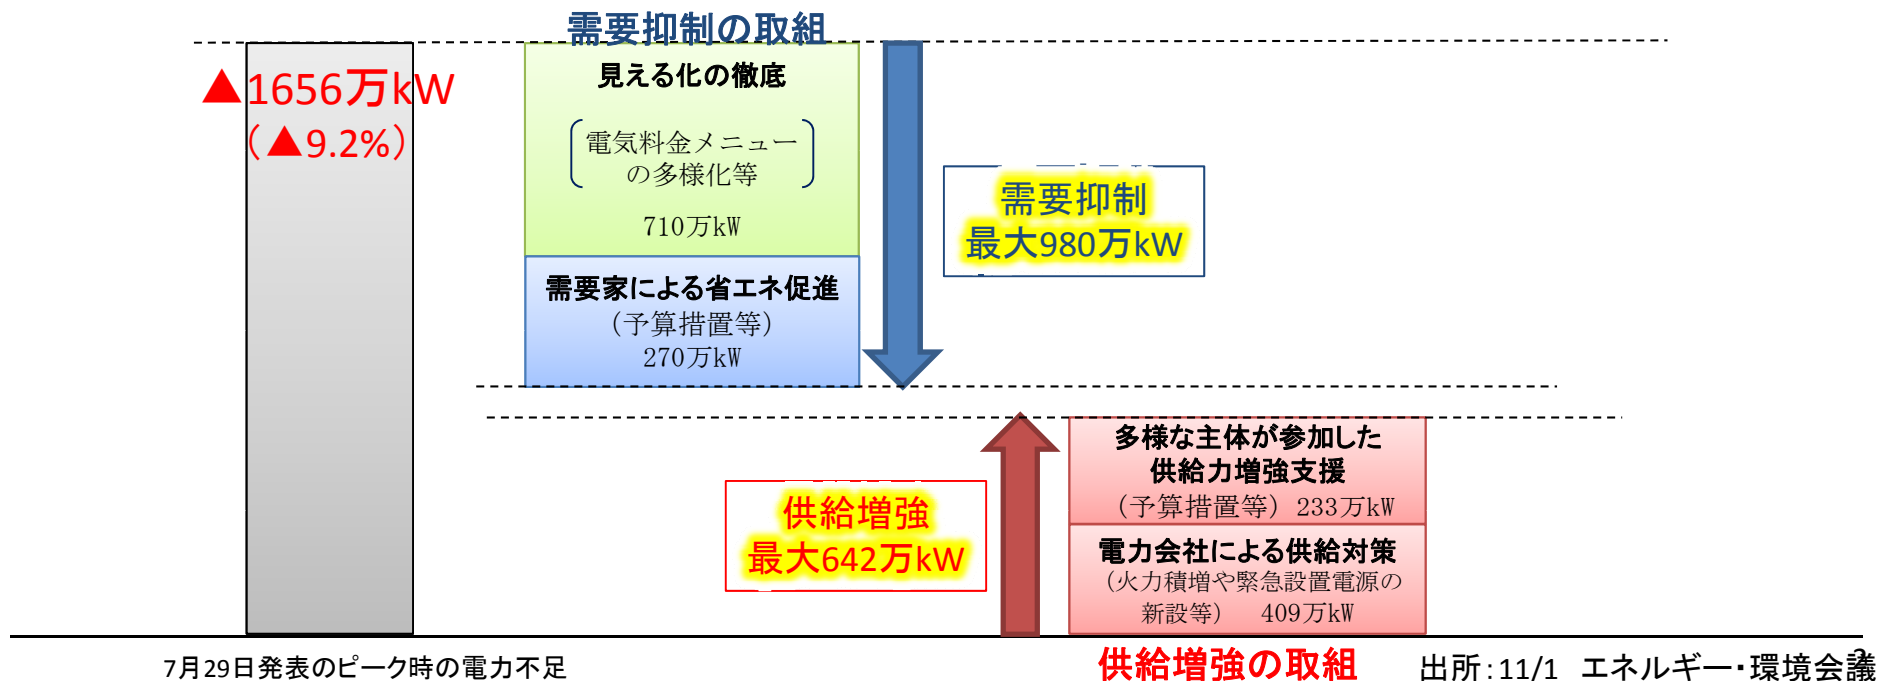 需要抑制の取組
▲1656万kW
（▲9.2%）
見える化の徹底
電気料金メニュー
の多様化等
710万kW
需要家による省エネ促進
（予算措置等）
270万kW
需要抑制
最大980万kW
供給増強
最大642万kW
多様な主体が参加した
供給力増強支援
（予算措置等）233万kW
電力会社による供給対策
（火力積増や緊急設置電源の
新設等）　409万kW
7月29日発表のピーク時の電力不足
供給増強の取組
出所：11/1　エネルギー・環境会議